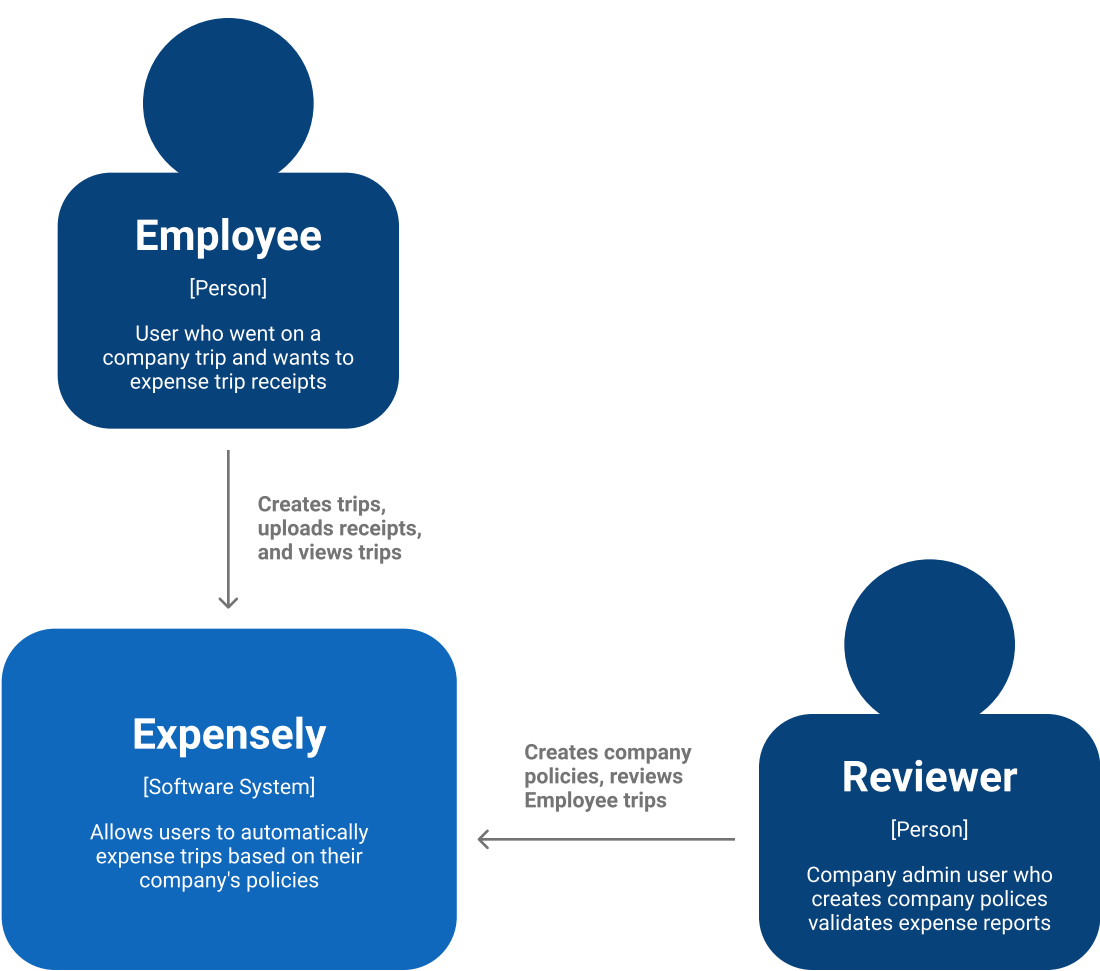 Employee
[Person]
User who went on a
company trip and wants to
expense trip receipts
Creates trips,
uploads receipts,
and views trips
Expensely
[Software System]
Allows users to automatically
expense trips based on their
company's policies
Creates company
policies, reviews
Employee trips
Reviewer
[Person]
Company admin user who
creates company polices
validates expense reports